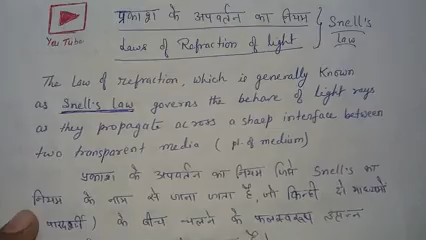 You Tube
प्रकाश के अपवर्तन का नियम
Laws of Refraction of light
Snell's
law
The Law of refraction, which is generally known
as Snell's Law governs the behave of light rays
as they propagate across a sharp interface between
two transparent media ( pl. of medium)
प्रकाश के अपवर्तन का नियम जिसे Snell's का
नियम के नाम से जाना जाता है, जो किन्ही दो माध्यमों
) के बीच चलने के फलस्वरूप उत्पन्न